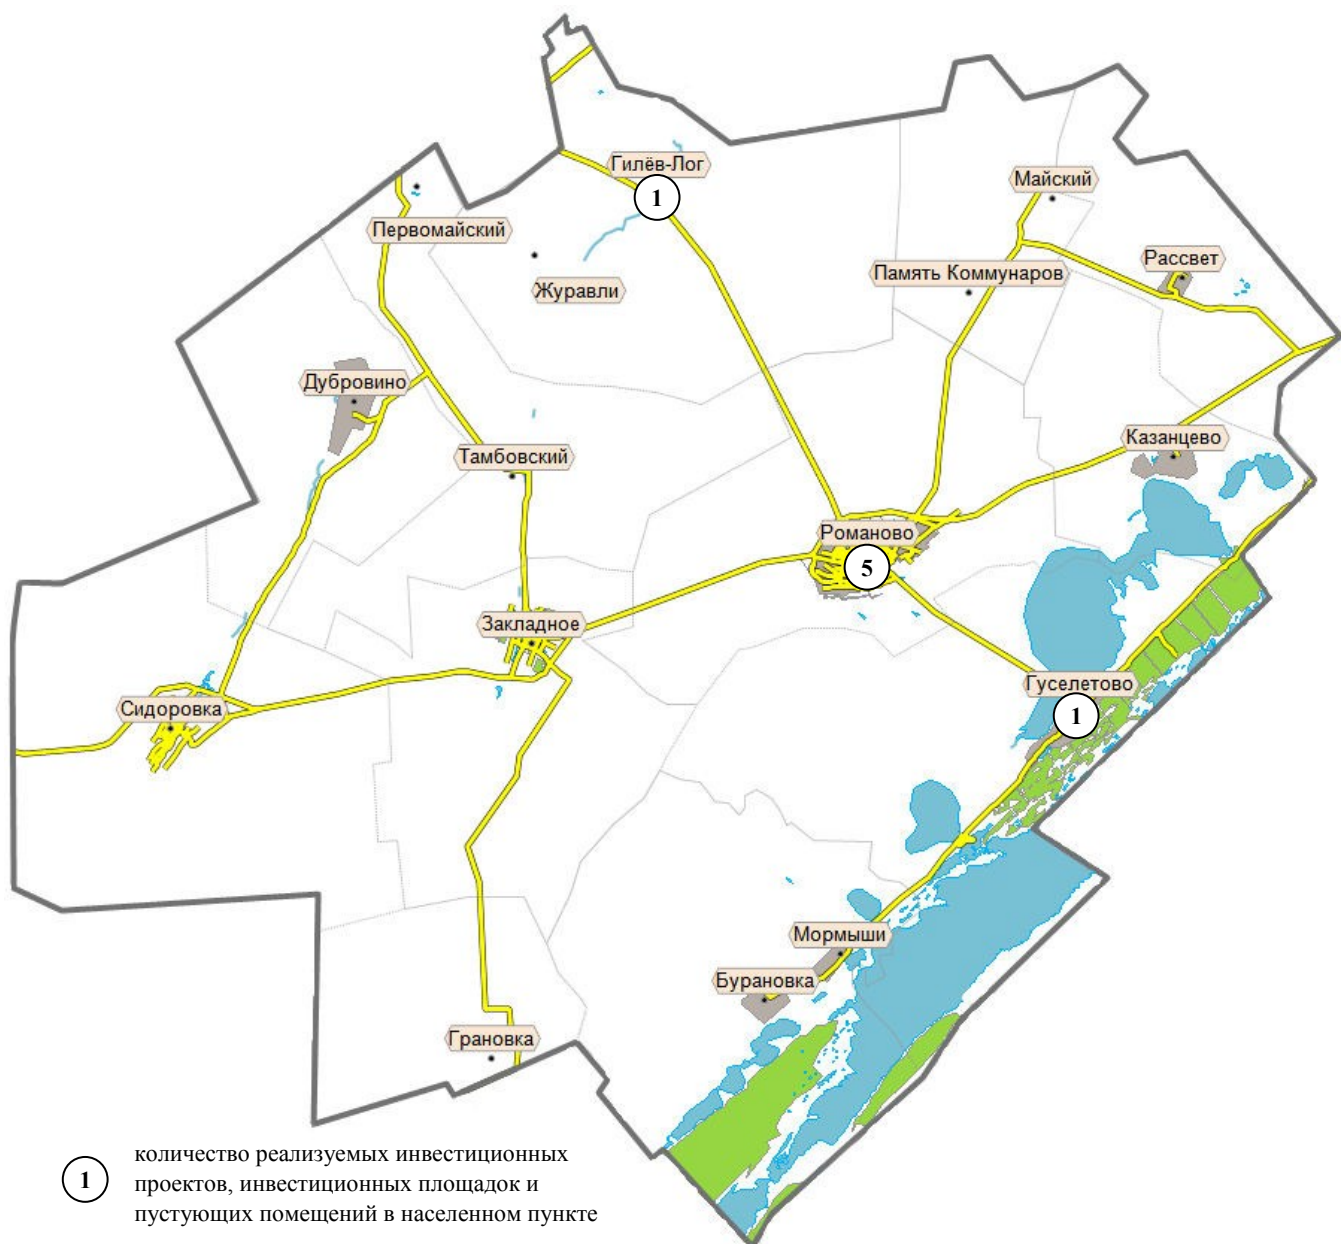 Гилёв-Лог
1
Майский
Первомайский
Рассвет
Память Коммунаров
Журавли
Дубровино
Казанцево
Тамбовский
Романово
5
Закладное
Гуселетово
1
Сидоровка
Мормыши
Бурановка
Грановка
1
количество реализуемых инвестиционных
проектов, инвестиционных площадок и
пустующих помещений в населенном пункте